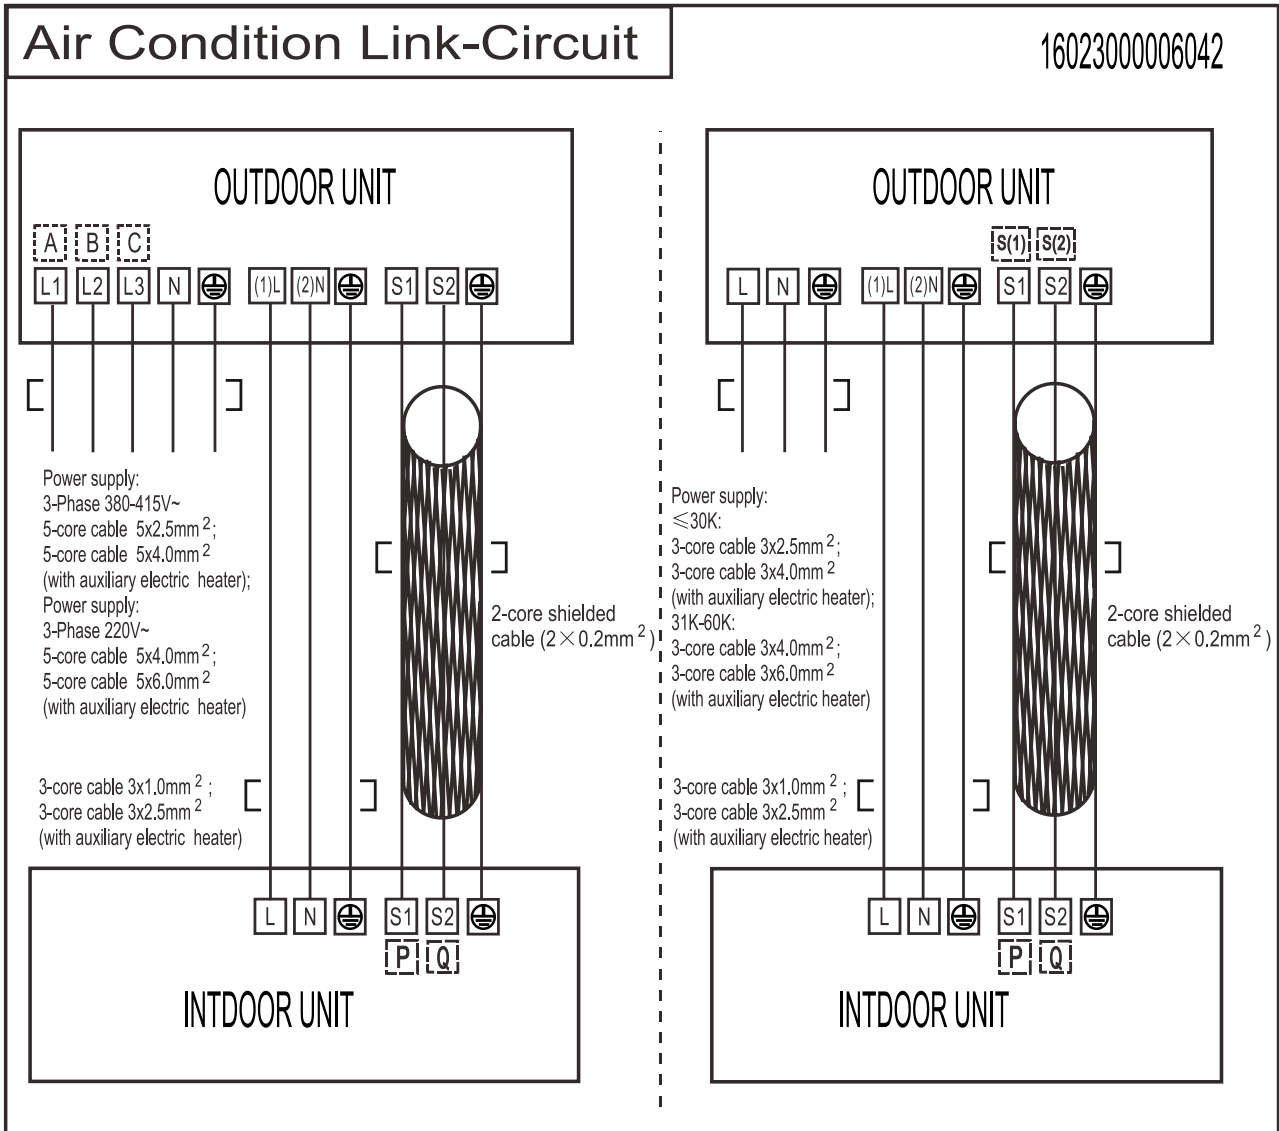 Air Condition Link-Circuit
16023000006042
OUTDOOR UNIT
A B C
L1 L2 L3 N (1)L (2)N S1 S2
Power supply:
3-Phase 380-415V~
5-core cable 5x2.5mm²;
5-core cable 5x4.0mm²
(with auxiliary electric heater);
Power supply:
3-Phase 220V~
5-core cable 5x4.0mm²;
5-core cable 5x6.0mm²
(with auxiliary electric heater)
2-core shielded
cable (2×0.2mm²)
3-core cable 3x1.0mm²;
3-core cable 3x2.5mm²
(with auxiliary electric heater)
L N S1 S2
P Q
INTDOOR UNIT
OUTDOOR UNIT
S(1) S(2)
L N (1)L (2)N S1 S2
Power supply:
≤30K:
3-core cable 3x2.5mm²;
3-core cable 3x4.0mm²
(with auxiliary electric heater);
31K-60K:
3-core cable 3x4.0mm²;
3-core cable 3x6.0mm²
(with auxiliary electric heater)
2-core shielded
cable (2×0.2mm²)
3-core cable 3x1.0mm²;
3-core cable 3x2.5mm²
(with auxiliary electric heater)
L N S1 S2
P Q
INTDOOR UNIT